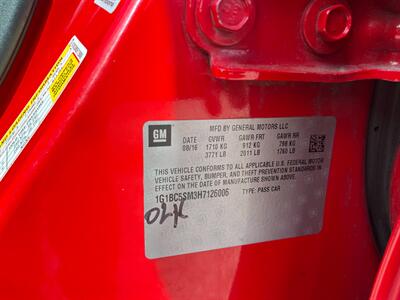 GM
MFD BY GENERAL MOTORS LLC
DATE GVWR GAWR FRT GAWR RR
08/16 1710 KG 912 KG 798 KG
3771 LB 2011 LB 1760 LB
THIS VEHICLE CONFORMS TO ALL APPLICABLE U.S. FEDERAL MOTOR
VEHICLE SAFETY, BUMPER, AND THEFT PREVENTION STANDARDS IN
EFFECT ON THE DATE OF MANUFACTURE SHOWN ABOVE.
1G1BC5SM3H7126006 TYPE: PASS CAR